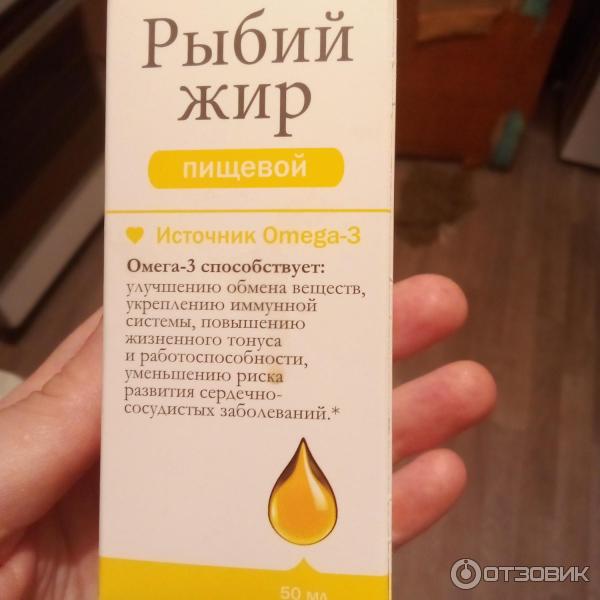 Рыбий
жир
пищевой
Источник Omega-3
Омега-3 способствует:
улучшению обмена веществ,
укреплению иммунной
системы, повышению
жизненного тонуса
и работоспособности,
уменьшению риска
развития сердечно-
сосудистых заболеваний.*
50 мл
ОТЗОВИК